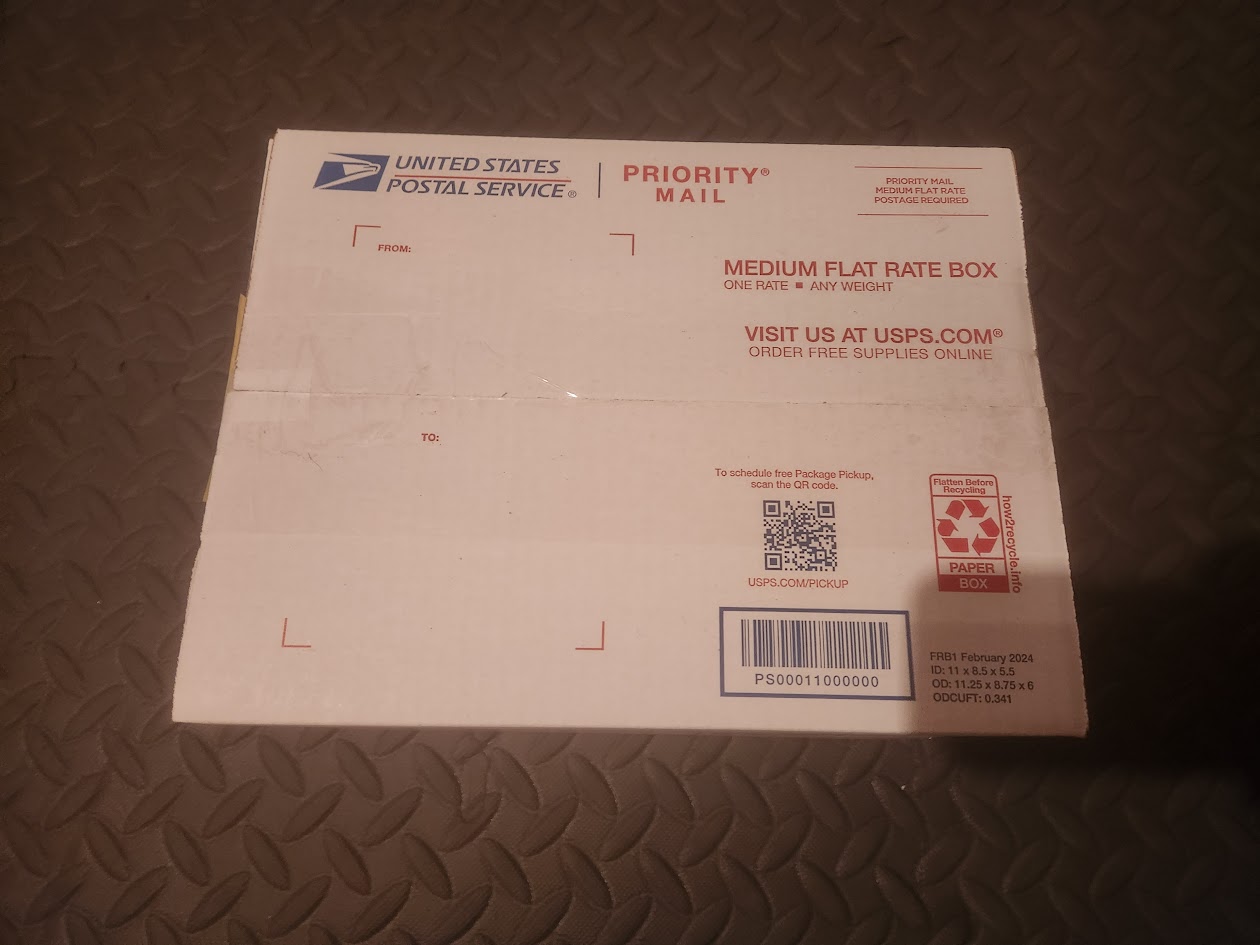 UNITED STATES
POSTAL SERVICE®
PRIORITY®
MAIL
PRIORITY MAIL
MEDIUM FLAT RATE
POSTAGE REQUIRED
FROM:
MEDIUM FLAT RATE BOX
ONE RATE ■ ANY WEIGHT
VISIT US AT USPS.COM®
ORDER FREE SUPPLIES ONLINE
TO:
To schedule free Package Pickup,
scan the QR code.
USPS.COM/PICKUP
Flatten Before
Recycling
PAPER
BOX
how2recycle.info
PS00011000000
FRB1 February 2024
ID: 11 x 8.5 x 5.5
OD: 11.25 x 8.75 x 6
ODCUFT: 0.341